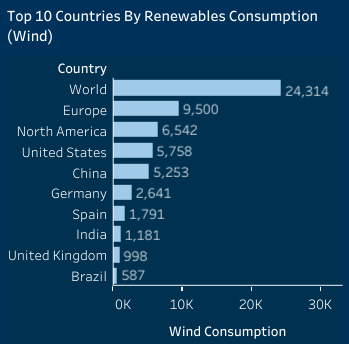 Top 10 Countries By Renewables Consumption
(Wind)
Country
World 24,314
Europe 9,500
North America 6,542
United States 5,758
China 5,253
Germany 2,641
Spain 1,791
India 1,181
United Kingdom 998
Brazil 587
0K 10K 20K 30K
Wind Consumption